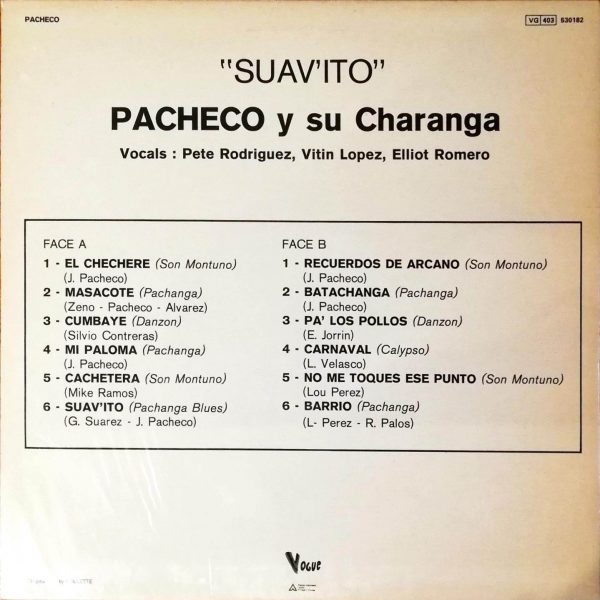 PACHECO
VG 403 530182
"SUAV'ITO"
PACHECO y su Charanga
Vocals : Pete Rodriguez, Vitin Lopez, Elliot Romero
FACE A
1 - EL CHECHERE (Son Montuno)
(J. Pacheco)
2 - MASACOTE (Pachanga)
(Zeno - Pacheco - Alvarez)
3 - CUMBAYE (Danzon)
(Silvio Contreras)
4 - MI PALOMA (Pachanga)
(J. Pacheco)
5 - CACHETERA (Son Montuno)
(Mike Ramos)
6 - SUAV'ITO (Pachanga Blues)
(G. Suarez - J. Pacheco)
FACE B
1 - RECUERDOS DE ARCANO (Son Montuno)
(J. Pacheco)
2 - BATACHANGA (Pachanga)
(J. Pacheco)
3 - PA' LOS POLLOS (Danzon)
(E. Jorrin)
4 - CARNAVAL (Calypso)
(L. Velasco)
5 - NO ME TOQUES ESE PUNTO (Son Montuno)
(Lou Perez)
6 - BARRIO (Pachanga)
(L- Perez - R. Palos)
VOGUE